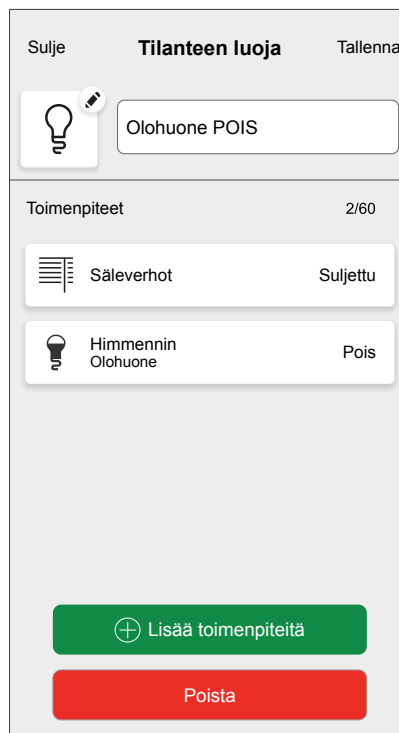 Sulje Tilanteen luoja Tallenna
Olohuone POIS
Toimenpiteet 2/60
Säleverhot Suljettu
Himmennin
Olohuone
Pois
Lisää toimenpiteitä
Poista